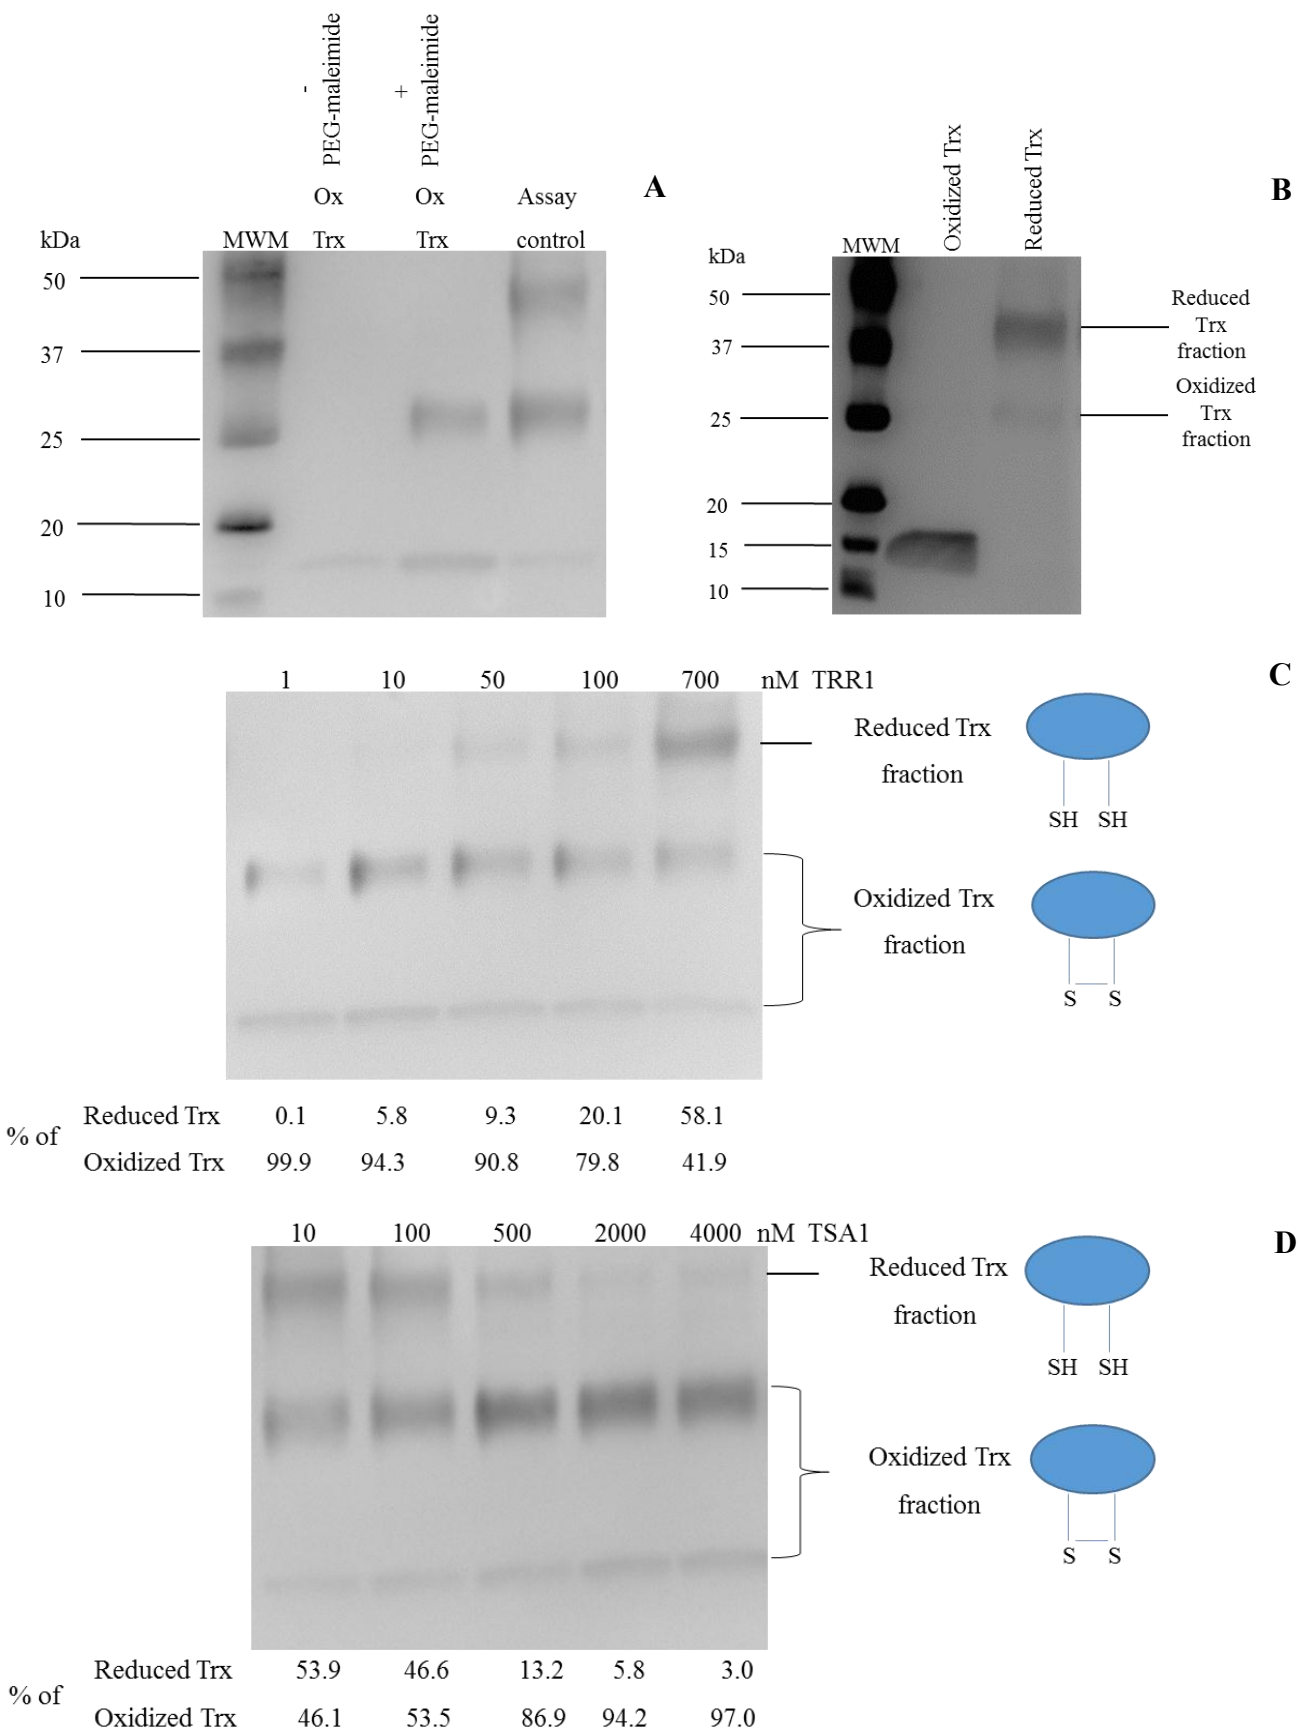 -
PEG-maleimide
+
PEG-maleimide
Ox
Ox
Assay
A
kDa
MWM
Trx
Trx
control
50
37
25
20
10
Oxidized Trx
Reduced Trx
B
kDa
MWM
50
37
25
20
15
10
Reduced
Trx
fraction
Oxidized
Trx
fraction
1 10 50 100 700 nM TRR1
C
Reduced Trx
fraction
SH SH
Oxidized Trx
fraction
S S
% of
Reduced Trx 0.1 5.8 9.3 20.1 58.1
Oxidized Trx 99.9 94.3 90.8 79.8 41.9
10 100 500 2000 4000 nM TSA1
D
Reduced Trx
fraction
SH SH
Oxidized Trx
fraction
S S
% of
Reduced Trx 53.9 46.6 13.2 5.8 3.0
Oxidized Trx 46.1 53.5 86.9 94.2 97.0